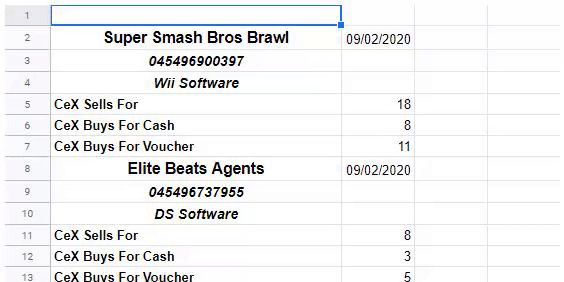 1
2 Super Smash Bros Brawl 09/02/2020
3 045496900397
4 Wii Software
5 CeX Sells For 18
6 CeX Buys For Cash 8
7 CeX Buys For Voucher 11
8 Elite Beats Agents 09/02/2020
9 045496737955
10 DS Software
11 CeX Sells For 8
12 CeX Buys For Cash 3
13 CeX Buys For Voucher 5